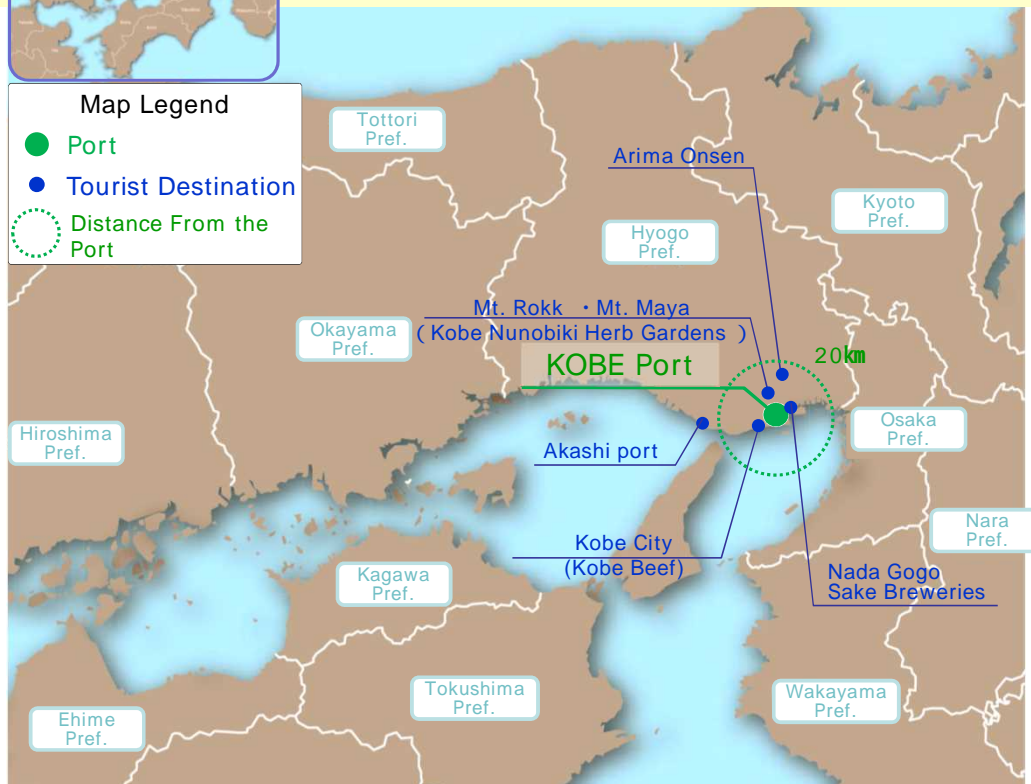 Map Legend
Port
Tourist Destination
Distance From the
Port
Tottori
Pref.
Arima Onsen
Kyoto
Pref.
Hyogo
Pref.
Mt. Rokk ・Mt. Maya
( Kobe Nunobiki Herb Gardens )
Okayama
Pref.
KOBE Port
20㎞
Hiroshima
Pref.
Akashi port
Osaka
Pref.
Nara
Pref.
Kobe City
(Kobe Beef)
Kagawa
Pref.
Nada Gogo
Sake Breweries
Tokushima
Pref.
Wakayama
Pref.
Ehime
Pref.